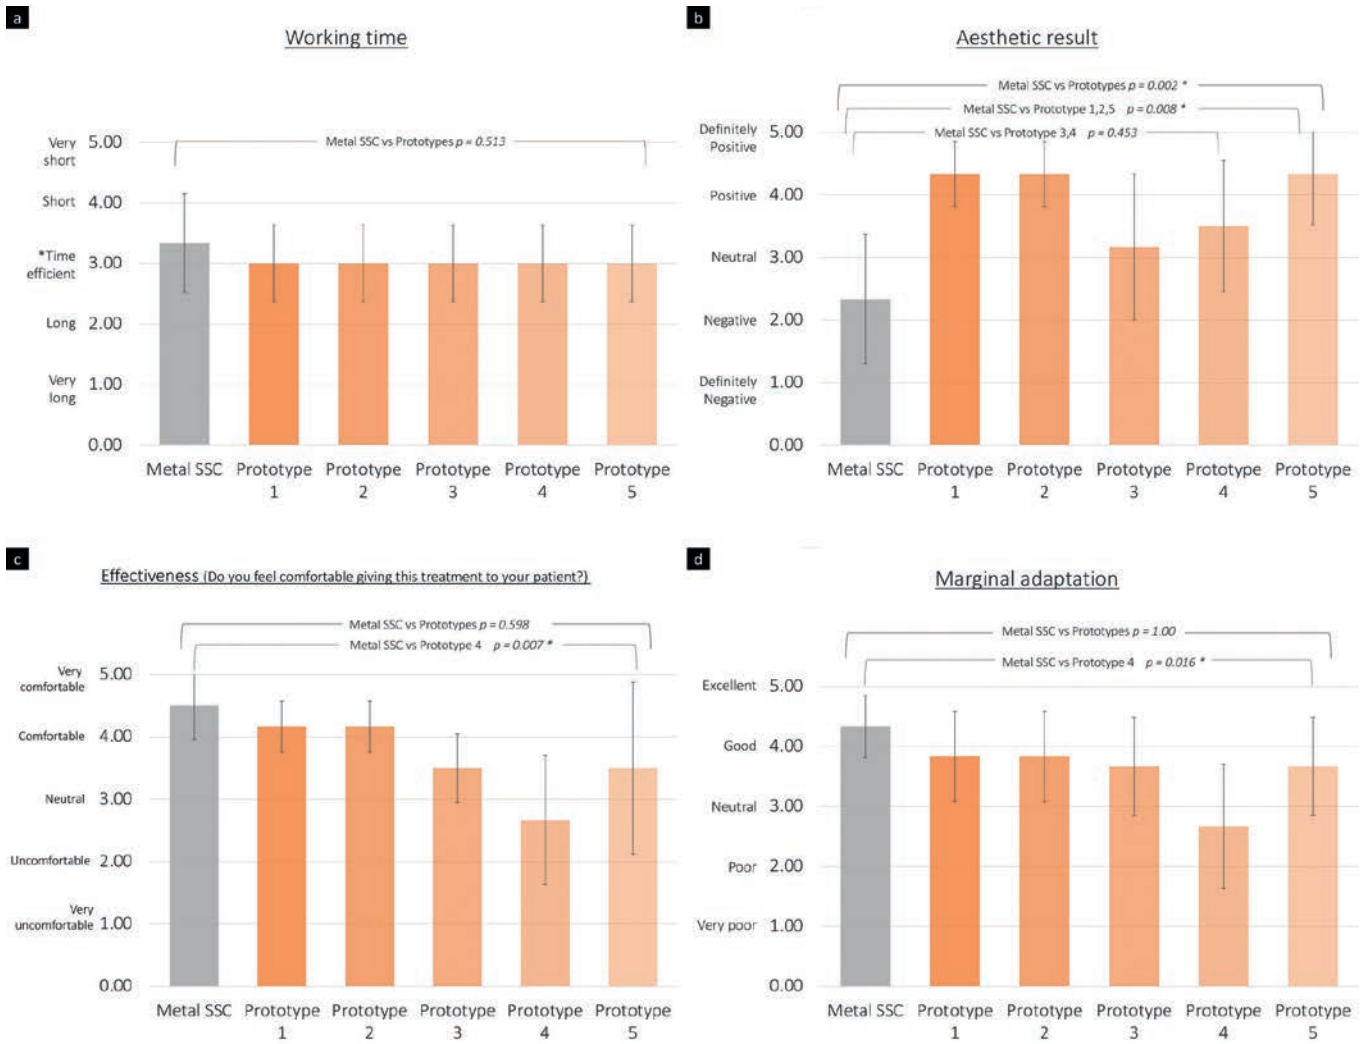 a
Working time
Metal SSC vs Prototypes p = 0.513
Very short
5.00
Short
4.00
*Time efficient
3.00
Long
2.00
Very long
1.00
0.00
Metal SSC
Prototype 1
Prototype 2
Prototype 3
Prototype 4
Prototype 5
b
Aesthetic result
Metal SSC vs Prototypes p = 0.002 *
Metal SSC vs Prototype 1,2,5 p = 0.008 *
Metal SSC vs Prototype 3,4 p = 0.453
Definitely Positive
5.00
Positive
4.00
Neutral
3.00
Negative
2.00
Definitely Negative
1.00
0.00
Metal SSC
Prototype 1
Prototype 2
Prototype 3
Prototype 4
Prototype 5
c
Effectiveness (Do you feel comfortable giving this treatment to your patient?)
Metal SSC vs Prototypes p = 0.598
Metal SSC vs Prototype 4 p = 0.007 *
Very comfortable
5.00
Comfortable
4.00
Neutral
3.00
Uncomfortable
2.00
Very uncomfortable
1.00
0.00
Metal SSC
Prototype 1
Prototype 2
Prototype 3
Prototype 4
Prototype 5
d
Marginal adaptation
Metal SSC vs Prototypes p = 1.00
Metal SSC vs Prototype 4 p = 0.016 *
Excellent
5.00
Good
4.00
Neutral
3.00
Poor
2.00
Very poor
1.00
0.00
Metal SSC
Prototype 1
Prototype 2
Prototype 3
Prototype 4
Prototype 5